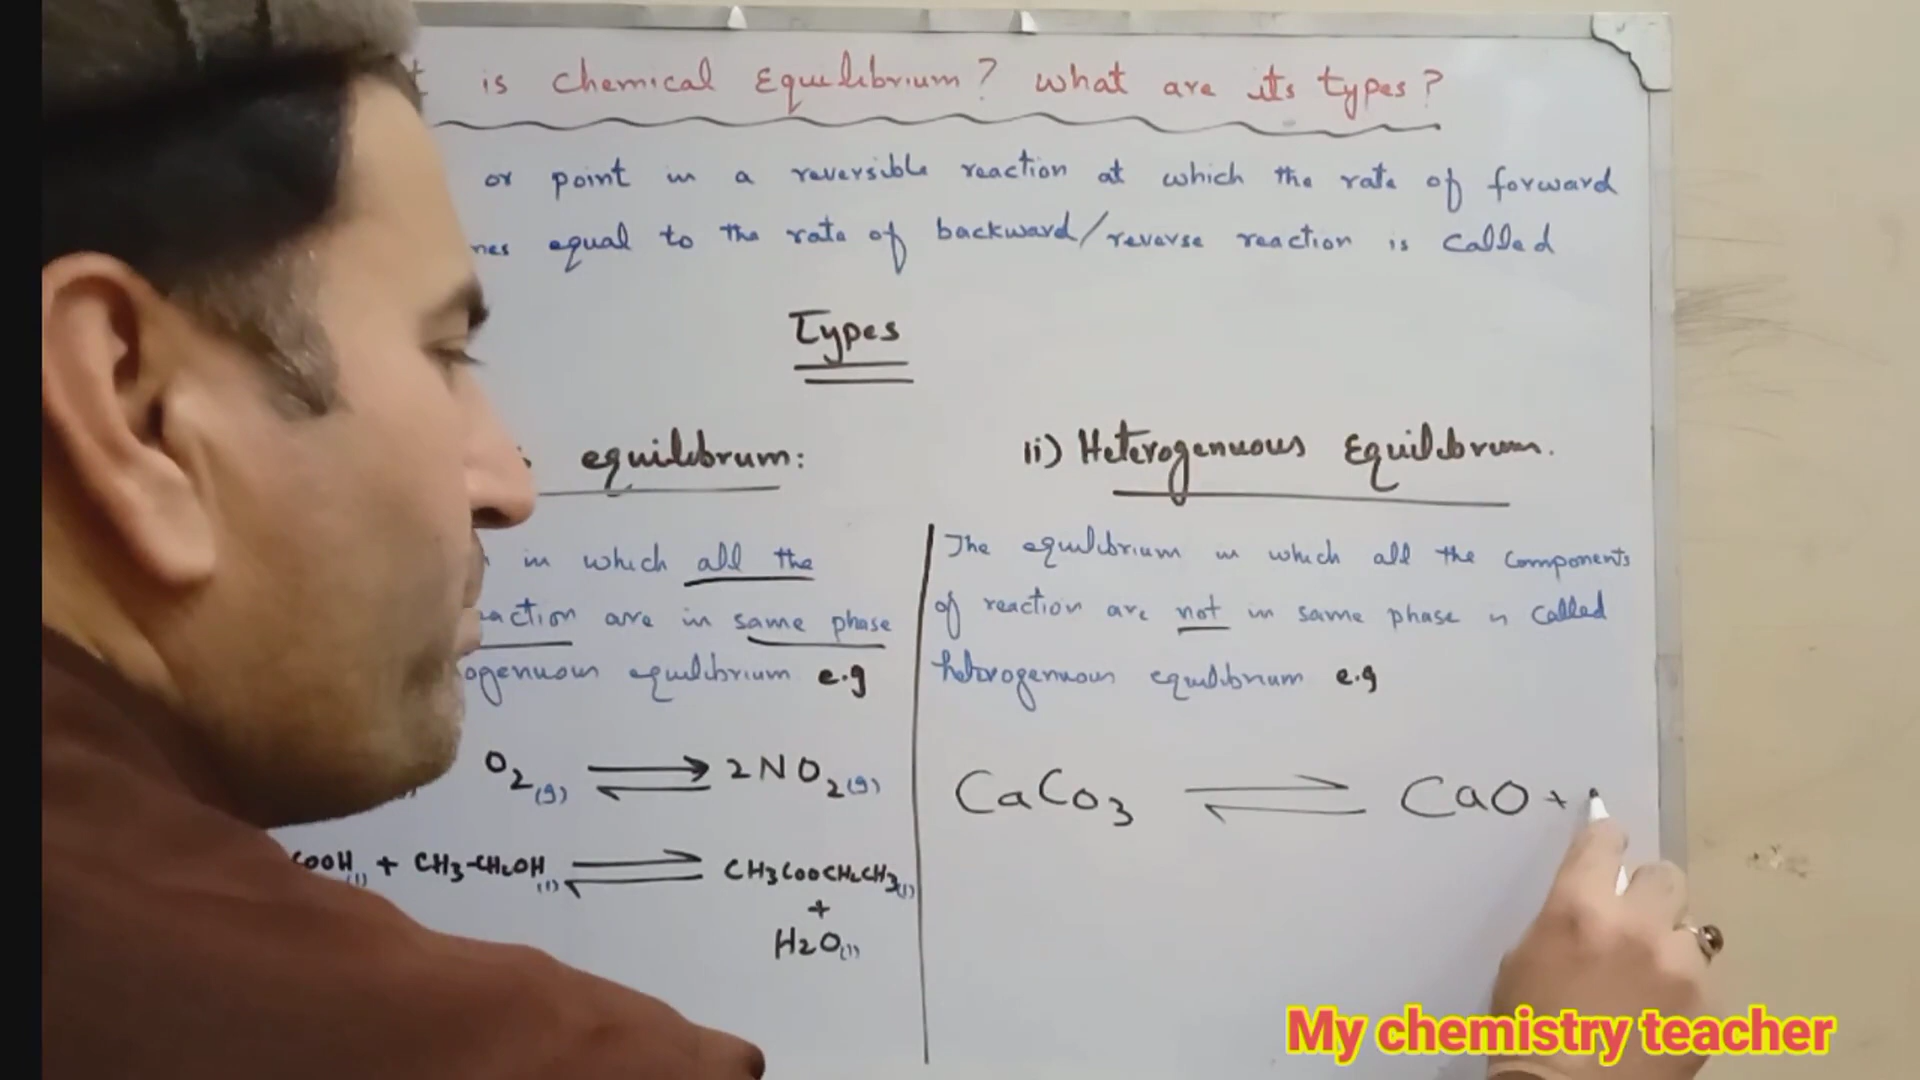 is chemical Equilibrium? what are its types?
or point in a reversible reaction at which the rate of forward
equal to the rate of backward/reverse reaction is called
Types
equilibrum:
ii) Heterogenuous Equilibrum.
in which all the
action are in same phase
ogenuous equilibrium e.g
O2(g) ⇌ 2NO2(g)
COOH(l) + CH3-CH2OH(l) ⇌ CH3COOCH2CH3(l)
+
H2O(l)
The equilibrium in which all the components
of reaction are not in same phase is called
heterogenuous equilibrium e.g
CaCO3 ⇌ CaO +
My chemistry teacher